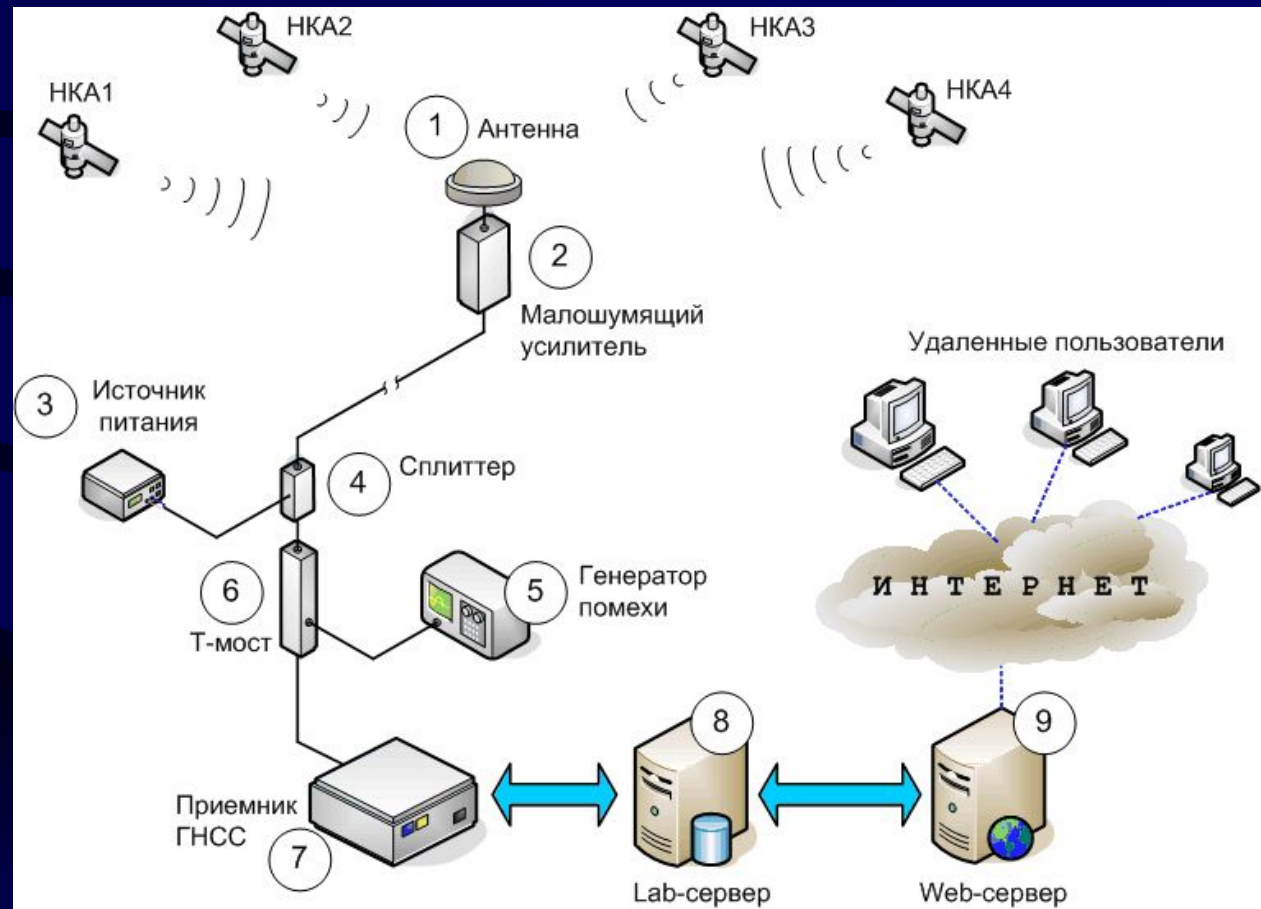 НКА2
НКА3
НКА1
НКА4
1
Антенна
2
Малошумящий
усилитель
Удаленные пользователи
3
Источник
питания
4
Сплиттер
6
Т-мост
5
Генератор
помехи
ИНТЕРНЕТ
8
9
Приемник
ГНСС
7
Lab-сервер
Web-сервер